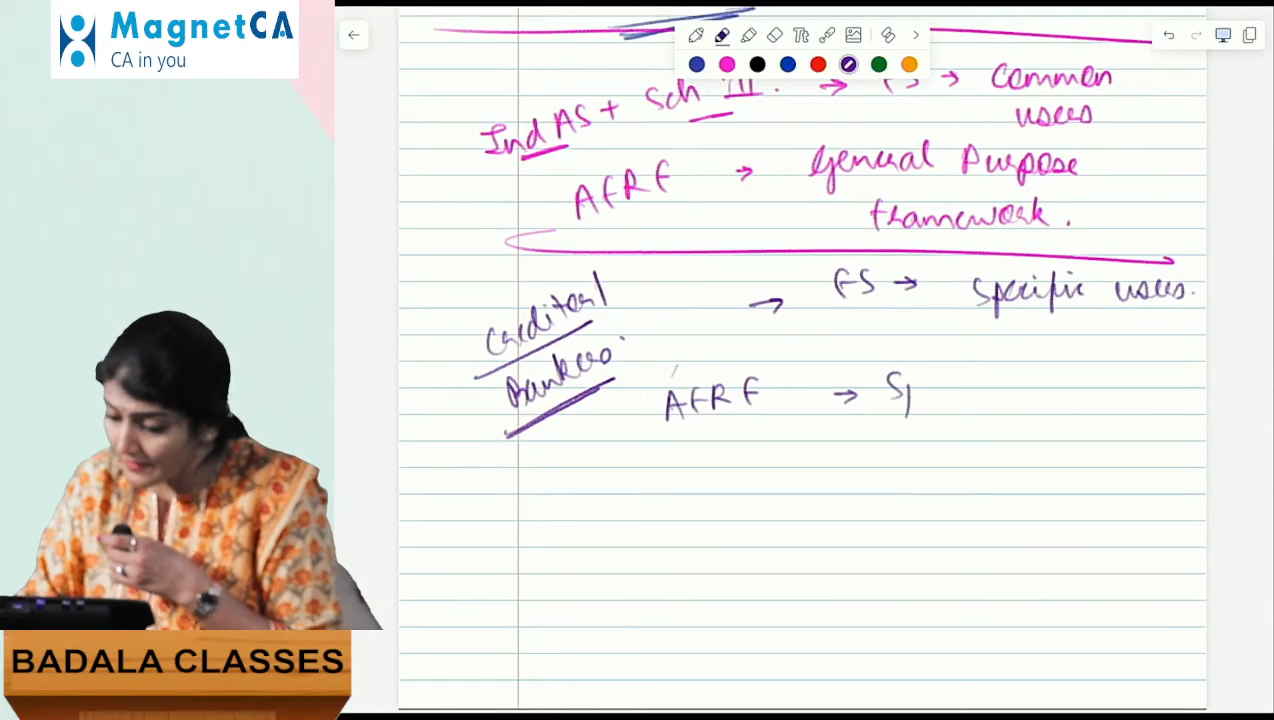 MagnetCA
CA in you
Ind AS + Sch III. → FS → Common
users
AFRF → General Purpose
framework.
Creditors/ → FS → Specific users.
Bankers.
AFRF → Sp
BADALA CLASSES